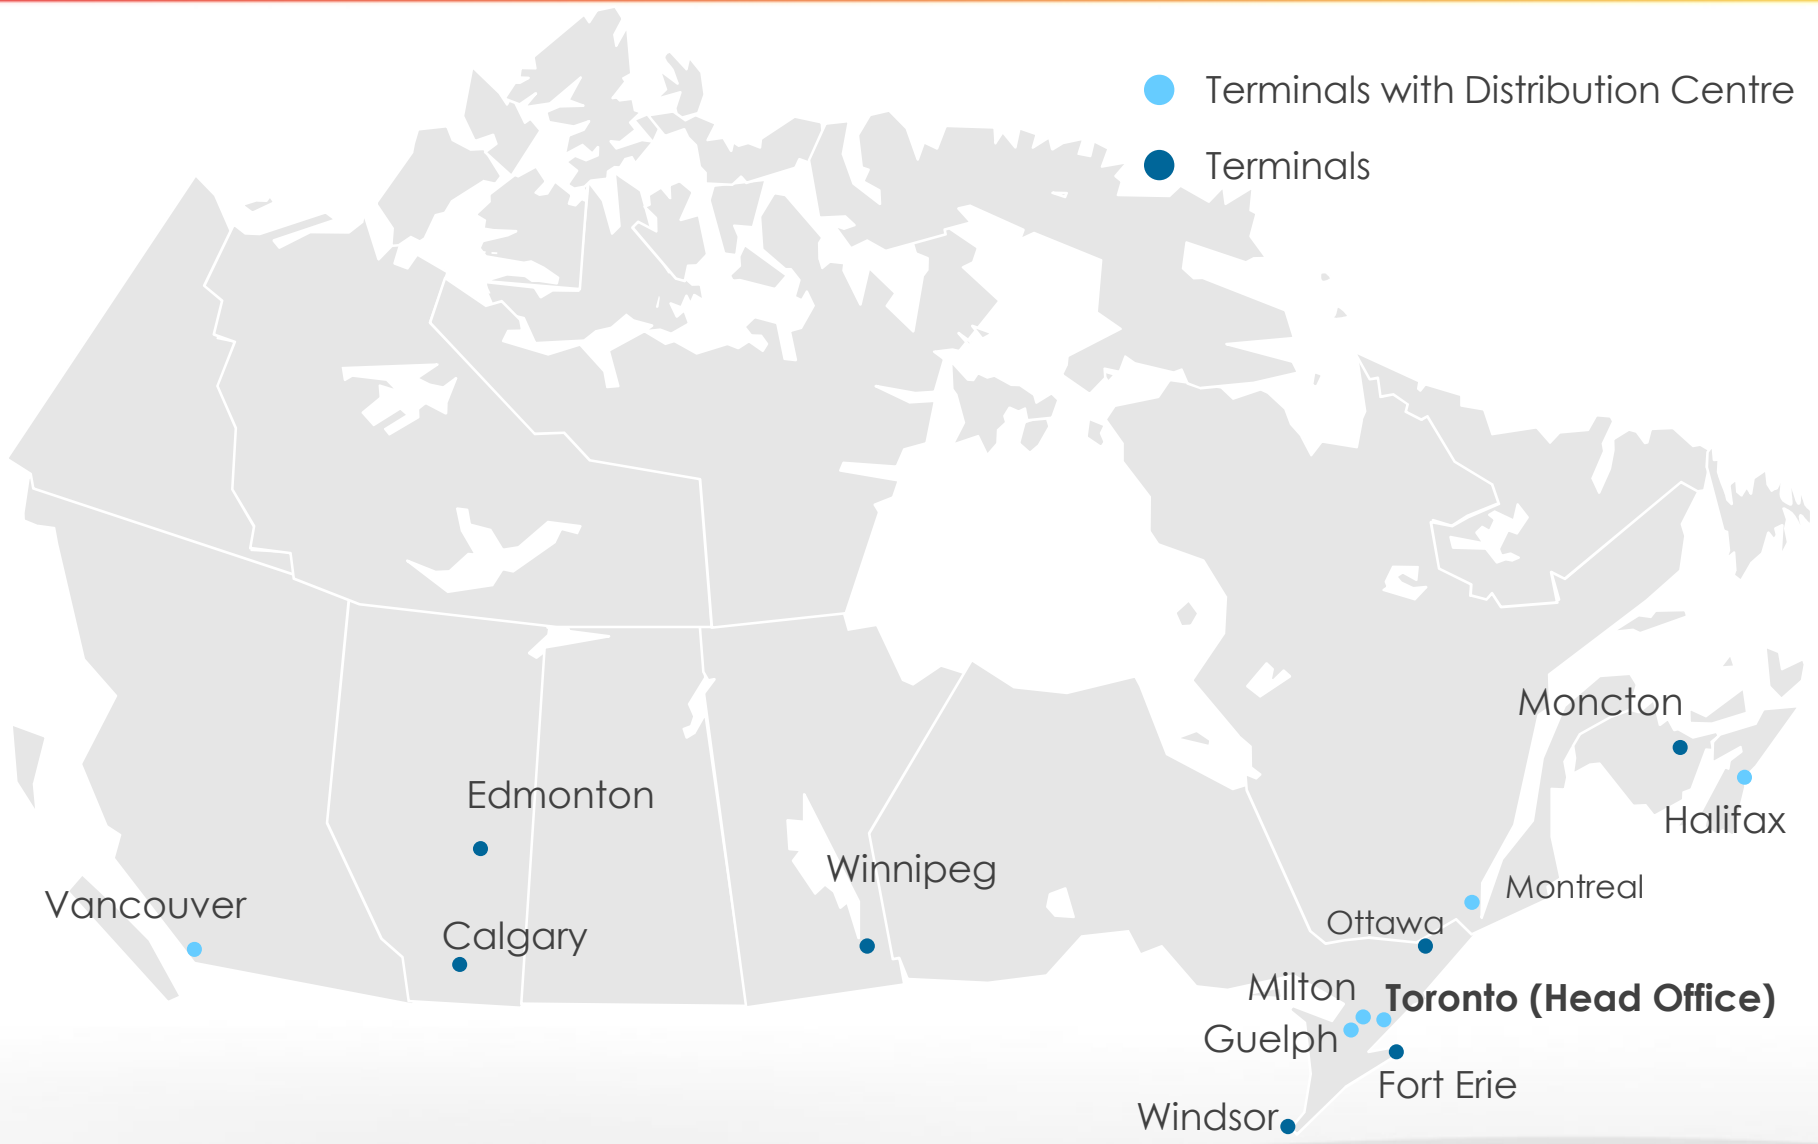 Terminals with Distribution Centre
Terminals
Moncton
Edmonton
Halifax
Winnipeg
Montreal
Vancouver
Ottawa
Calgary
Milton
Toronto (Head Office)
Guelph
Fort Erie
Windsor